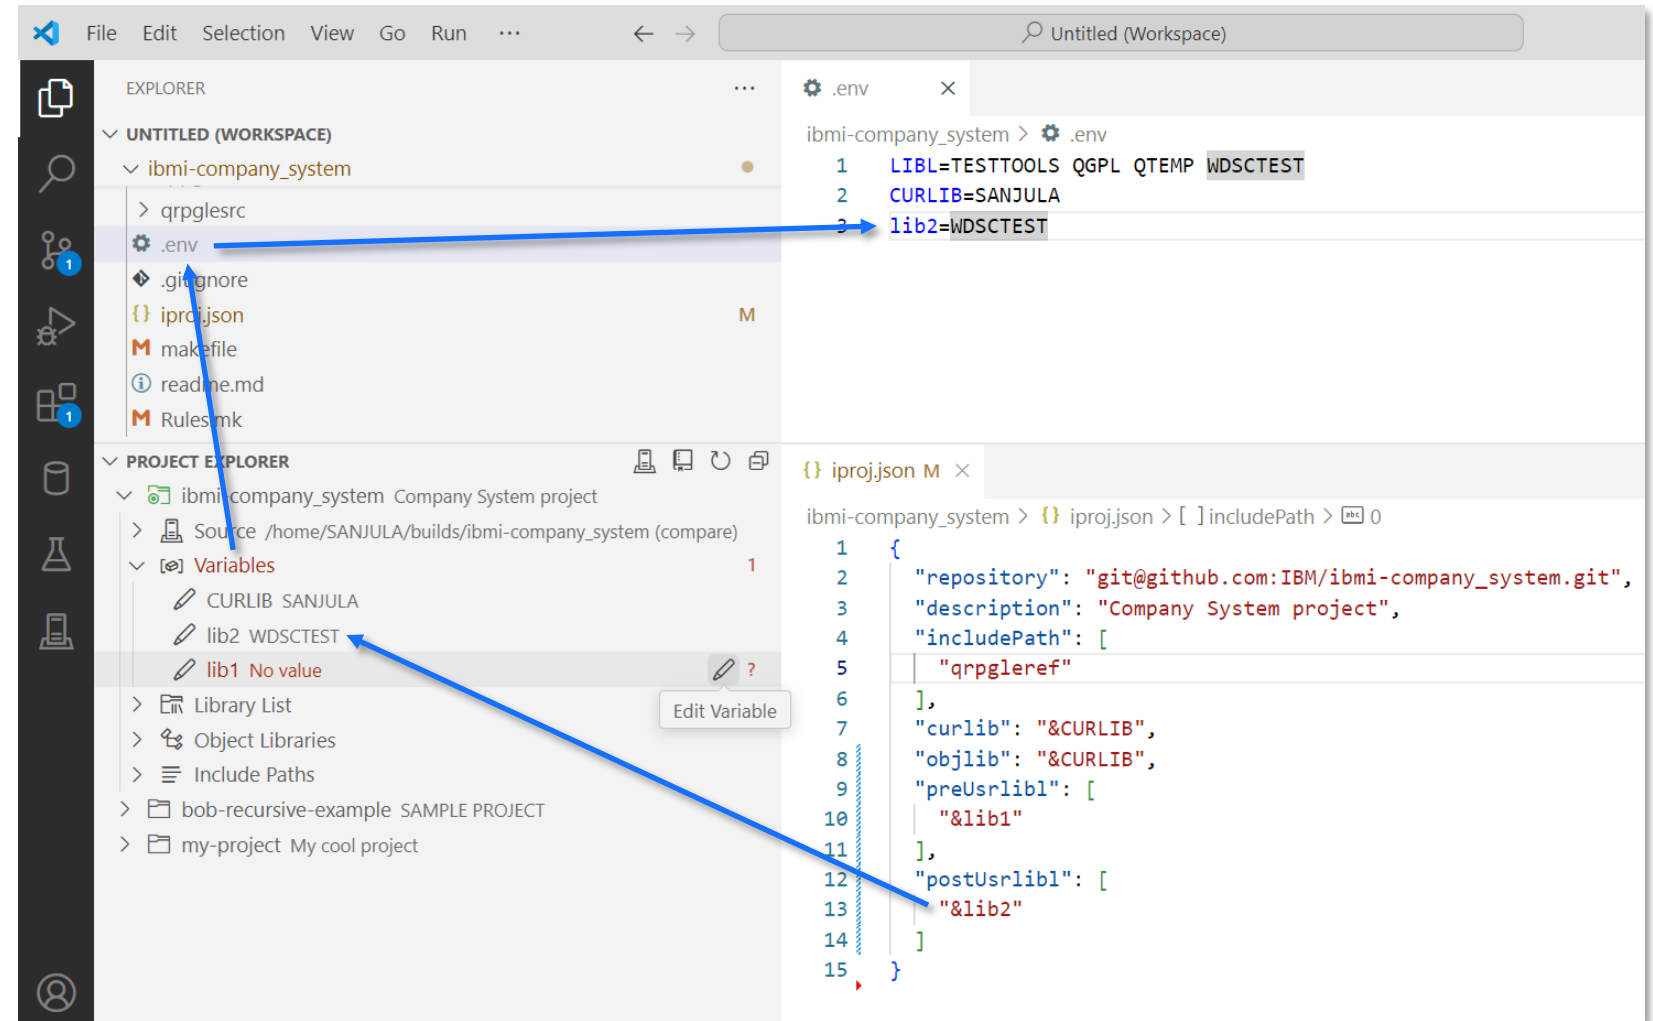 File Edit Selection View Go Run ···
Untitled (Workspace)
EXPLORER
UNTITLED (WORKSPACE)
ibmi-company_system
qrpglesrc
.env
.gitignore
iproj.json M
makefile
readme.md
Rules.mk
PROJECT EXPLORER
ibmi-company_system Company System project
Source /home/SANJULA/builds/ibmi-company_system (compare)
Variables 1
CURLIB SANJULA
lib2 WDSCTEST
lib1 No value ?
Edit Variable
Library List
Object Libraries
Include Paths
bob-recursive-example SAMPLE PROJECT
my-project My cool project
1
1
.env
ibmi-company_system > .env
1 LIBL=TESTTOOLS QGPL QTEMP WDSCTEST
2 CURLIB=SANJULA
3 lib2=WDSCTEST
{} iproj.json M
ibmi-company_system > {} iproj.json > [ ] includePath > abc 0
1 {
2 "repository": "git@github.com:IBM/ibmi-company_system.git",
3 "description": "Company System project",
4 "includePath": [
5 "qrpgleref"
6 ],
7 "curlib": "&CURLIB",
8 "objlib": "&CURLIB",
9 "preUsrlibl": [
10 "&lib1"
11 ],
12 "postUsrlibl": [
13 "&lib2"
14 ]
15 }